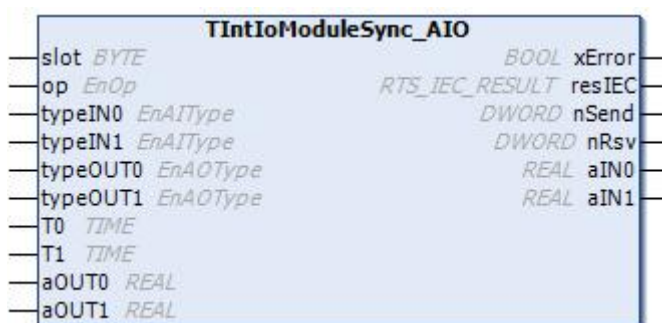 TIntIoModuleSync_AIO
slot BYTE BOOL xError
op EnOp RTS_IEC_RESULT resIEC
typeIN0 EnAIType DWORD nSend
typeIN1 EnAIType DWORD nRsv
typeOUT0 EnAOType REAL aIN0
typeOUT1 EnAOType REAL aIN1
T0 TIME
T1 TIME
aOUT0 REAL
aOUT1 REAL